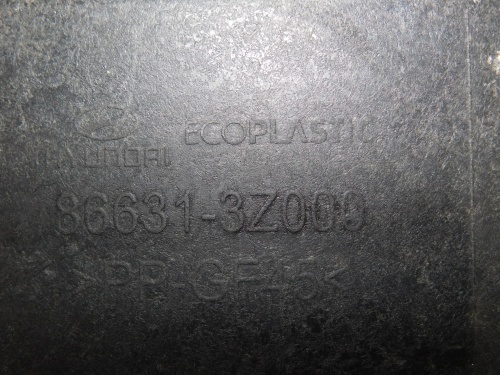 HYUNDAI ECOPLASTIC
86631-3Z000
>PP-GF45<